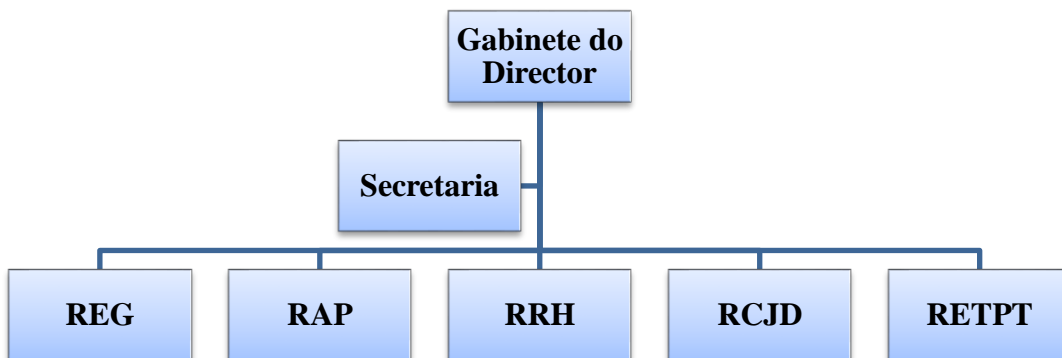 Gabinete do
Director
Secretaria
REG
RAP
RRH
RCJD
RETPT